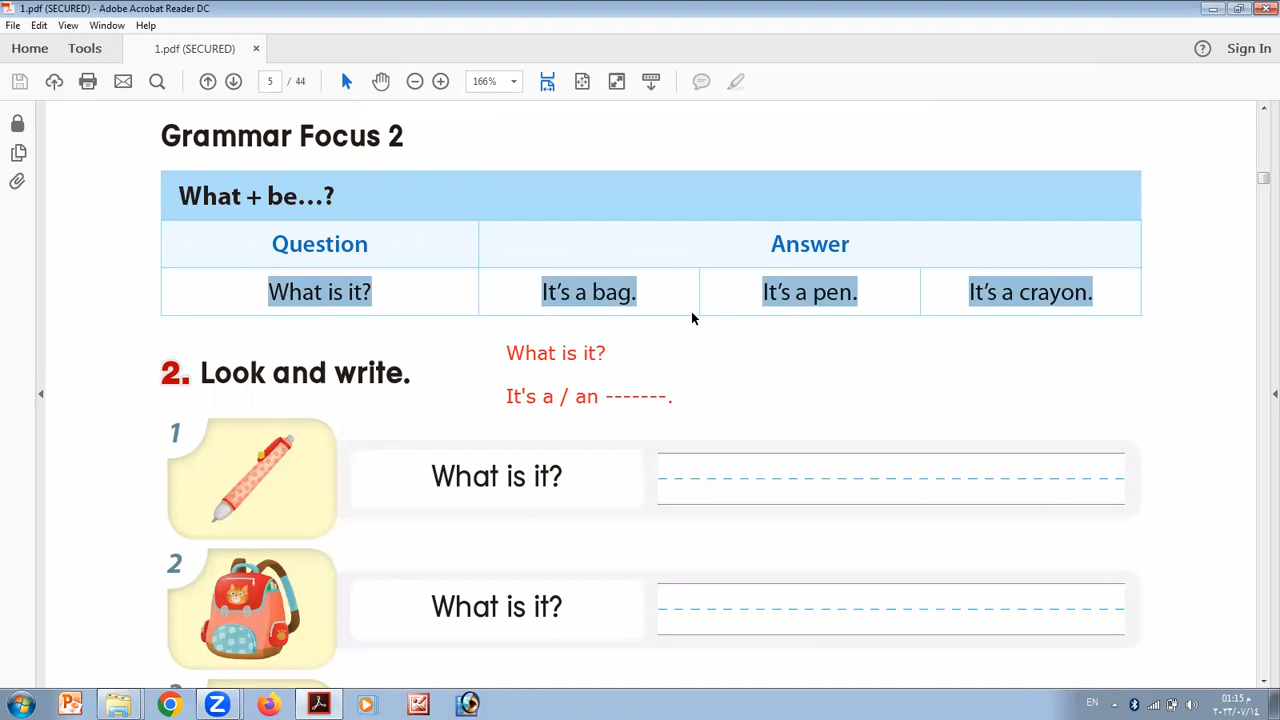 1.pdf (SECURED) - Adobe Acrobat Reader DC
File Edit View Window Help
Home Tools 1.pdf (SECURED) × Sign In
5 / 44 166%
Grammar Focus 2
What + be...?
Question Answer
What is it? It's a bag. It's a pen. It's a crayon.
What is it?
2. Look and write.
It's a / an -------.
1
What is it?
2
What is it?
EN 01:15 م
٢٠٢٣/٠٧/١٤